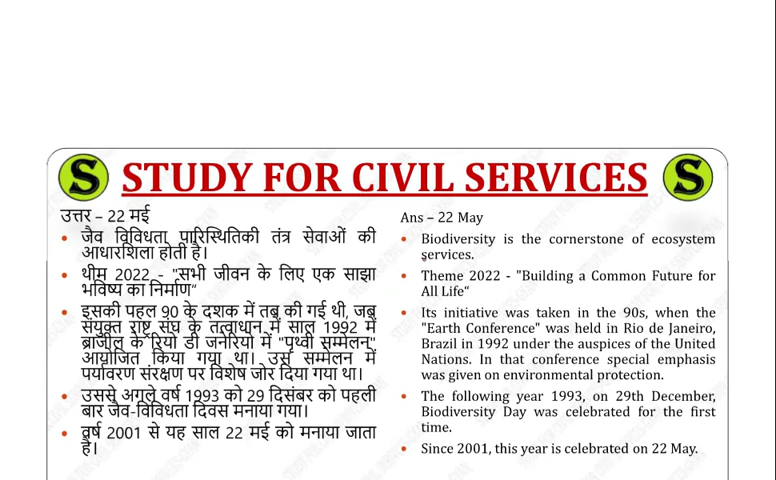 S STUDY FOR CIVIL SERVICES S
उत्तर – 22 मई
• जैव विविधता पारिस्थितिकी तंत्र सेवाओं की
आधारशिला होती है।
• थीम 2022 - "सभी जीवन के लिए एक साझा
भविष्य का निर्माण“
• इसकी पहल 90 के दशक में तब की गई थी, जब
संयुक्त राष्ट्र संघ के तत्वाधान में साल 1992 में
ब्राजील के रियो डी जनेरियो में "पृथ्वी सम्मेलन"
आयोजित किया गया था। उस सम्मेलन में
पर्यावरण संरक्षण पर विशेष जोर दिया गया था।
• उससे अगले वर्ष 1993 को 29 दिसंबर को पहली
बार जैव-विविधता दिवस मनाया गया।
• वर्ष 2001 से यह साल 22 मई को मनाया जाता
है।
Ans – 22 May
• Biodiversity is the cornerstone of ecosystem
services.
• Theme 2022 - "Building a Common Future for
All Life“
• Its initiative was taken in the 90s, when the
"Earth Conference" was held in Rio de Janeiro,
Brazil in 1992 under the auspices of the United
Nations. In that conference special emphasis
was given on environmental protection.
• The following year 1993, on 29th December,
Biodiversity Day was celebrated for the first
time.
• Since 2001, this year is celebrated on 22 May.